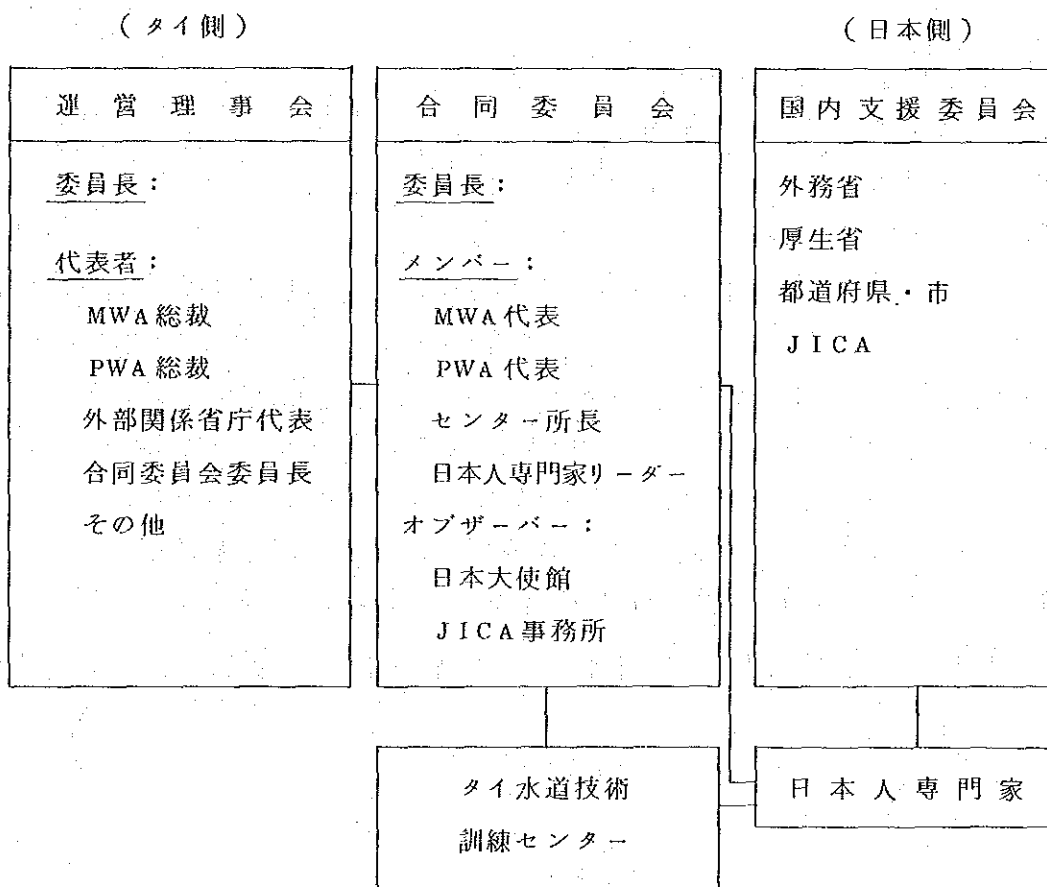 （タイ側）
（日本側）
運営理事会
委員長：
代表者：
MWA総裁
PWA総裁
外部関係省庁代表
合同委員会委員長
その他
合同委員会
委員長：
メンバー：
MWA代表
PWA代表
センター所長
日本人専門家リーダー
オブザーバー：
日本大使館
JICA事務所
国内支援委員会
外務省
厚生省
都道府県・市
JICA
タイ水道技術
訓練センター
日本人専門家